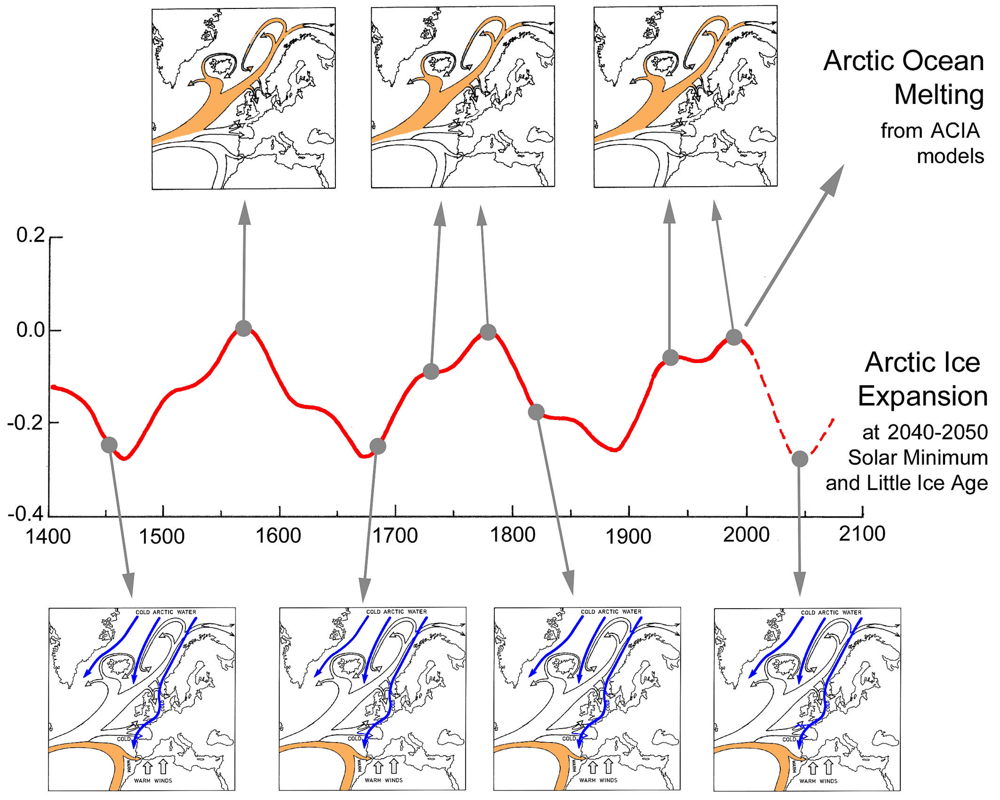 Arctic Ocean
Melting
from ACIA
models
0.2
0.0
-0.2
-0.4
Arctic Ice
Expansion
at 2040-2050
Solar Minimum
and Little Ice Age
1400 1500 1600 1700 1800 1900 2000 2100
COLD ARCTIC WATER
COLD
COLD
WARM
WARM WINDS
COLD ARCTIC WATER
COLD
COLD
WARM
WARM WINDS
COLD ARCTIC WATER
COLD
COLD
WARM
WARM WINDS
COLD ARCTIC WATER
COLD
COLD
WARM
WARM WINDS